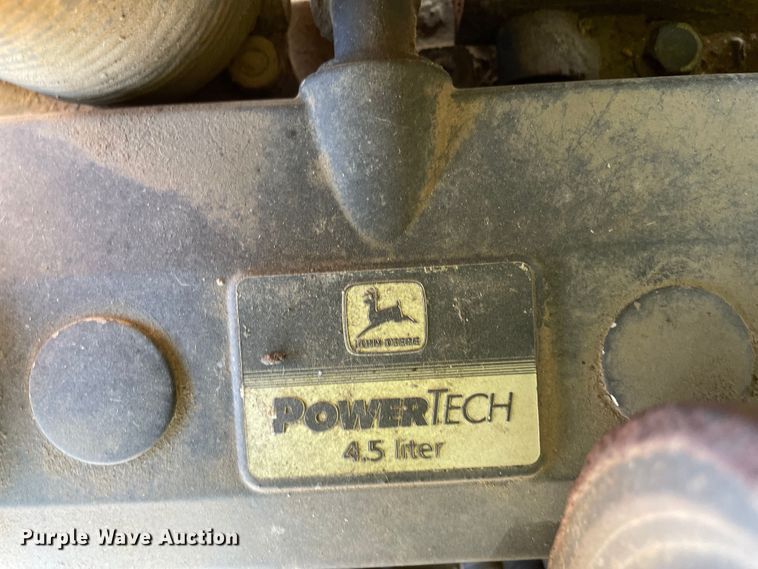 JOHN DEERE
POWERTECH
4.5 liter
Purple Wave Auction